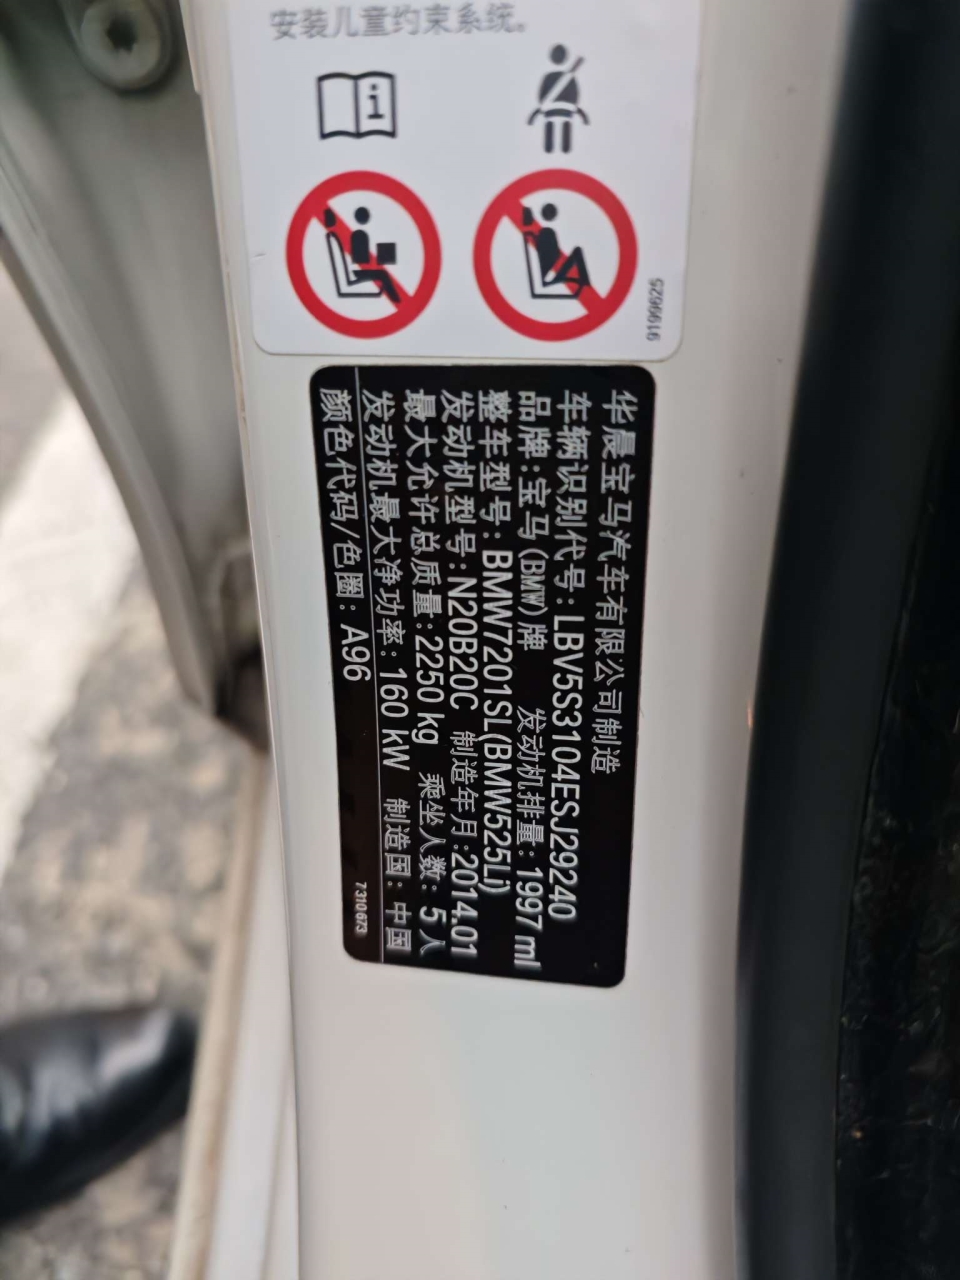 安装儿童约束系统。
9199625
华晨宝马汽车有限公司制造
车辆识别代号:LBV5S3104ESJ29240
品牌:宝马(BMW)牌 发动机排量:1997 ml
整车型号:BMW7201SL(BMW525Li)
发动机型号:N20B20C 制造年月:2014.01
最大允许总质量:2250 kg 乘坐人数:5人
发动机最大净功率:160 kW 制造国:中国
颜色代码/色圈:A96
7310673